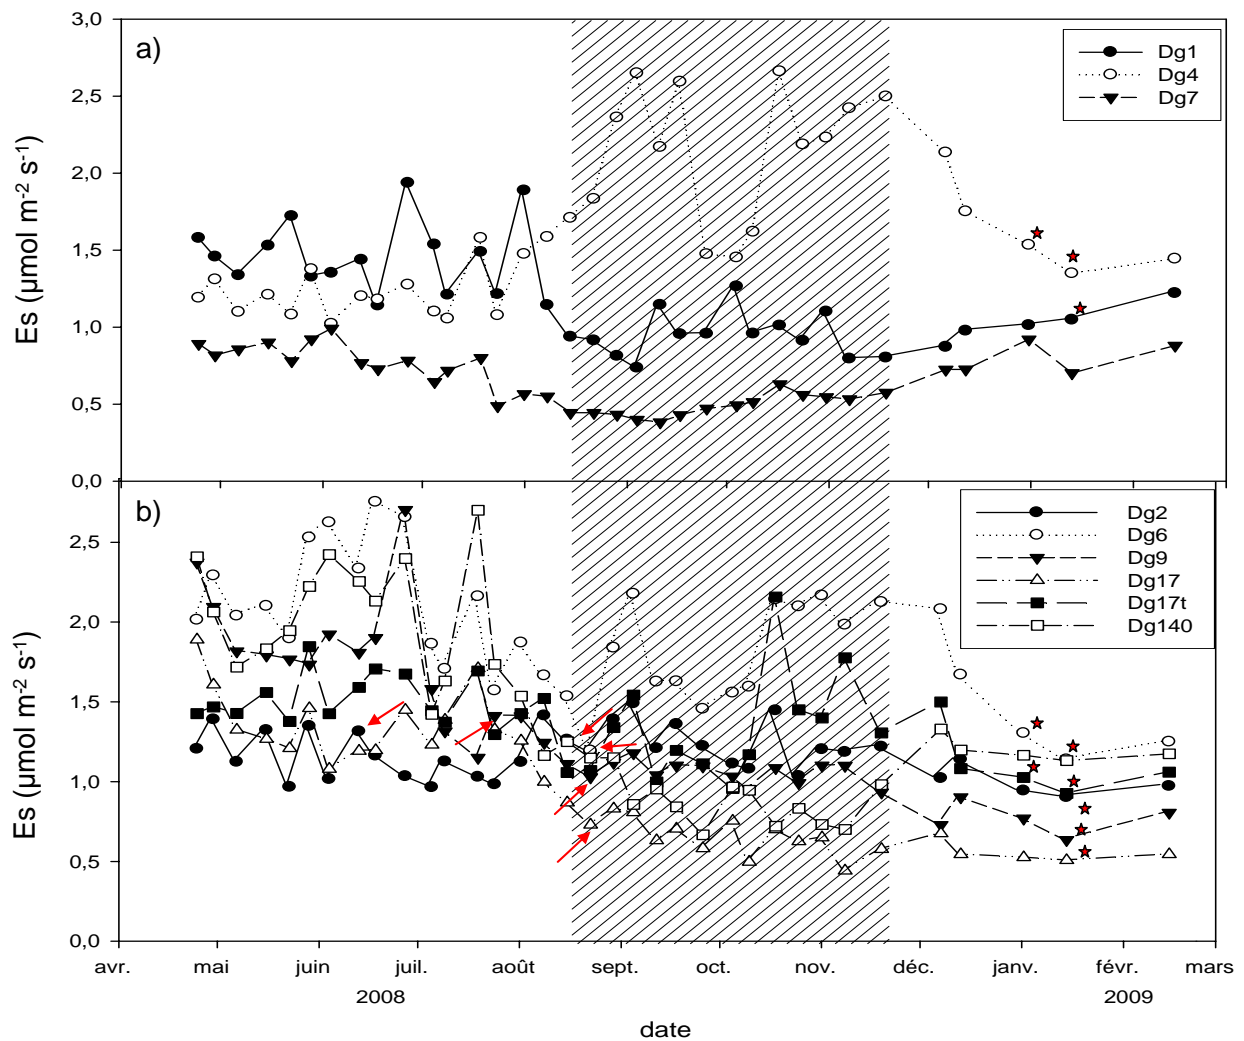 a)
3,0
2,5
2,0
1,5
1,0
0,5
0,0
Es (µmol m-2 s-1)
Dg1
Dg4
Dg7
b)
2,5
2,0
1,5
1,0
0,5
0,0
Es (µmol m-2 s-1)
Dg2
Dg6
Dg9
Dg17
Dg17t
Dg140
avr. mai juin juil. août sept. oct. nov. déc. janv. févr. mars
2008 2009
date